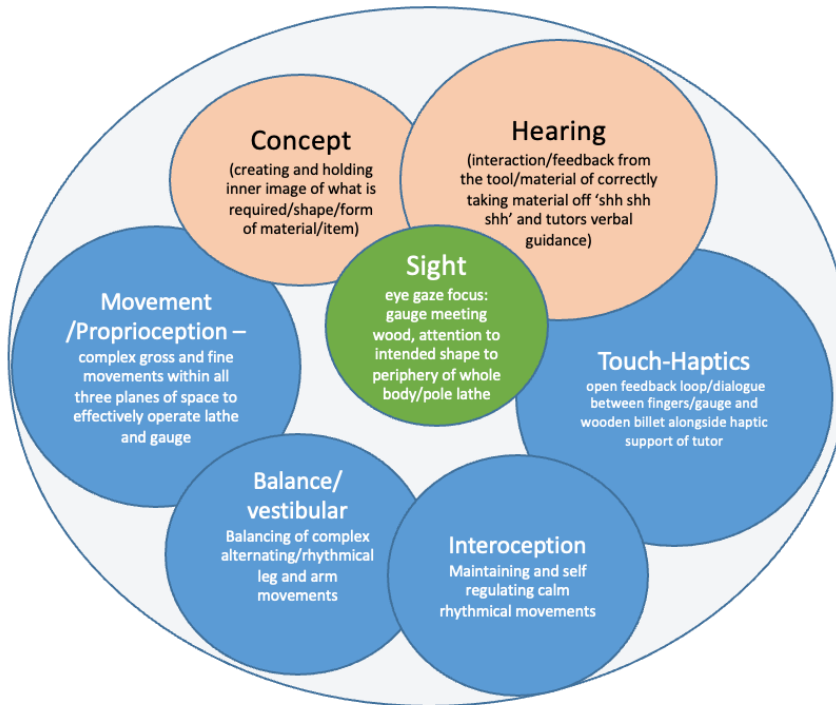 Concept
(creating and holding
inner image of what is
required/shape/form
of material/item)
Hearing
(interaction/feedback from
the tool/material of correctly
taking material off ‘shh shh
shh’ and tutors verbal
guidance)
Sight
eye gaze focus:
gauge meeting
wood, attention to
intended shape to
periphery of whole
body/pole lathe
Movement
/Proprioception –
complex gross and fine
movements within all
three planes of space to
effectively operate lathe
and gauge
Touch-Haptics
open feedback loop/dialogue
between fingers/gauge and
wooden billet alongside haptic
support of tutor
Balance/
vestibular
Balancing of complex
alternating/rhythmical
leg and arm
movements
Interoception
Maintaining and self
regulating calm
rhythmical movements